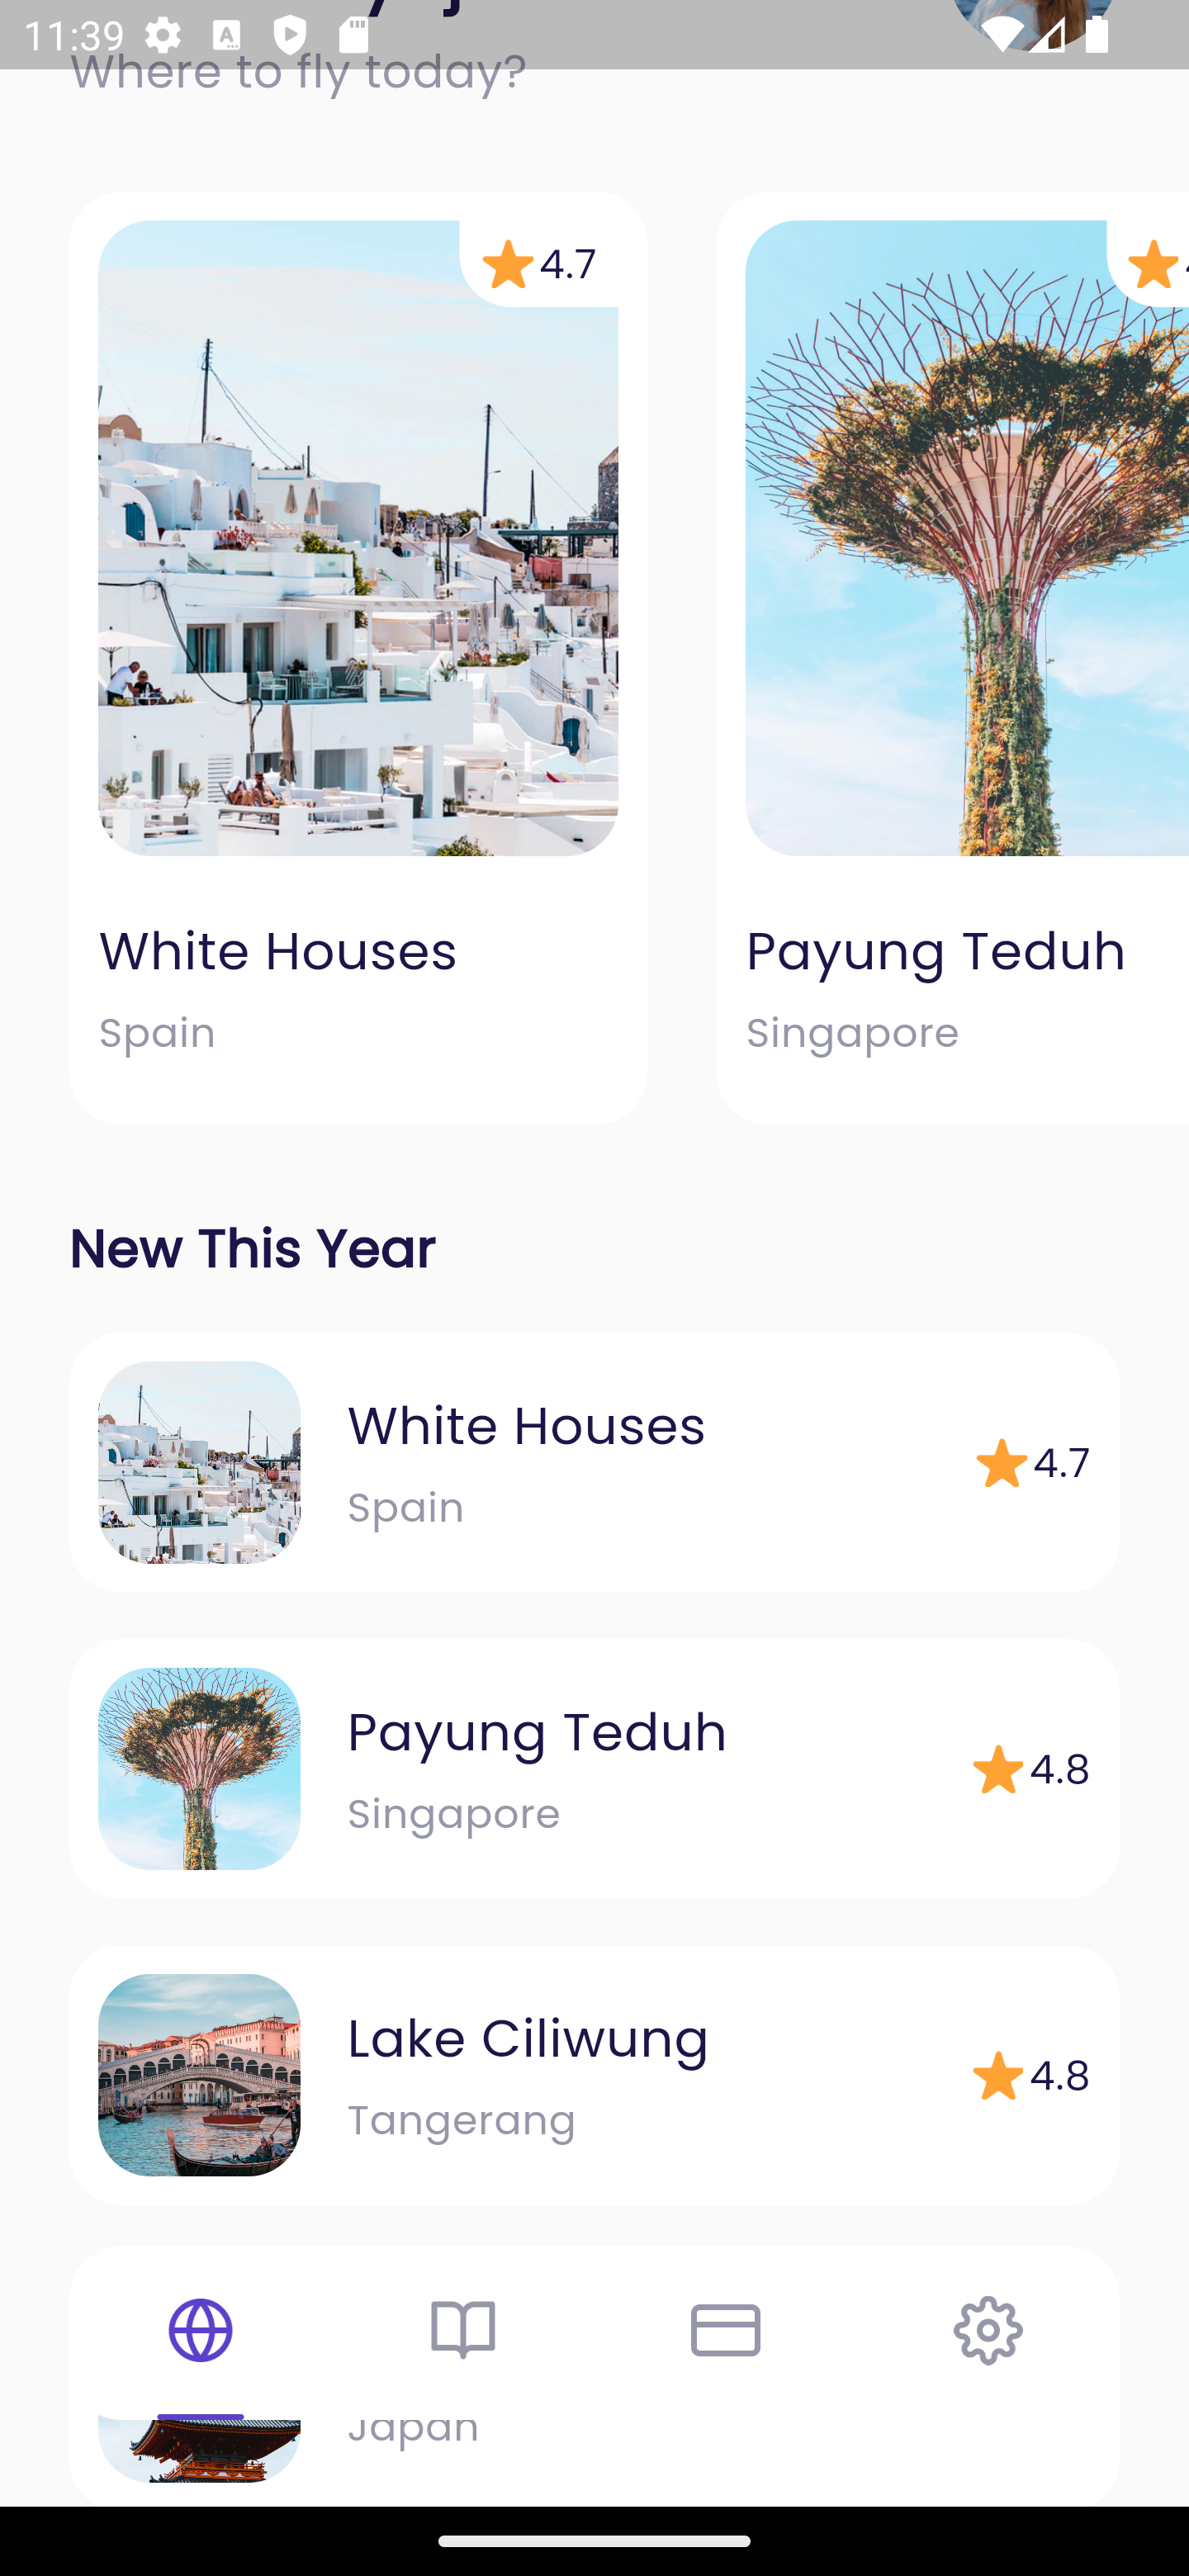 11:39
Where to fly today?
4.7
White Houses
Spain
Payung Teduh
Singapore
New This Year
White Houses
Spain
4.7
Payung Teduh
Singapore
4.8
Lake Ciliwung
Tangerang
4.8
Japan